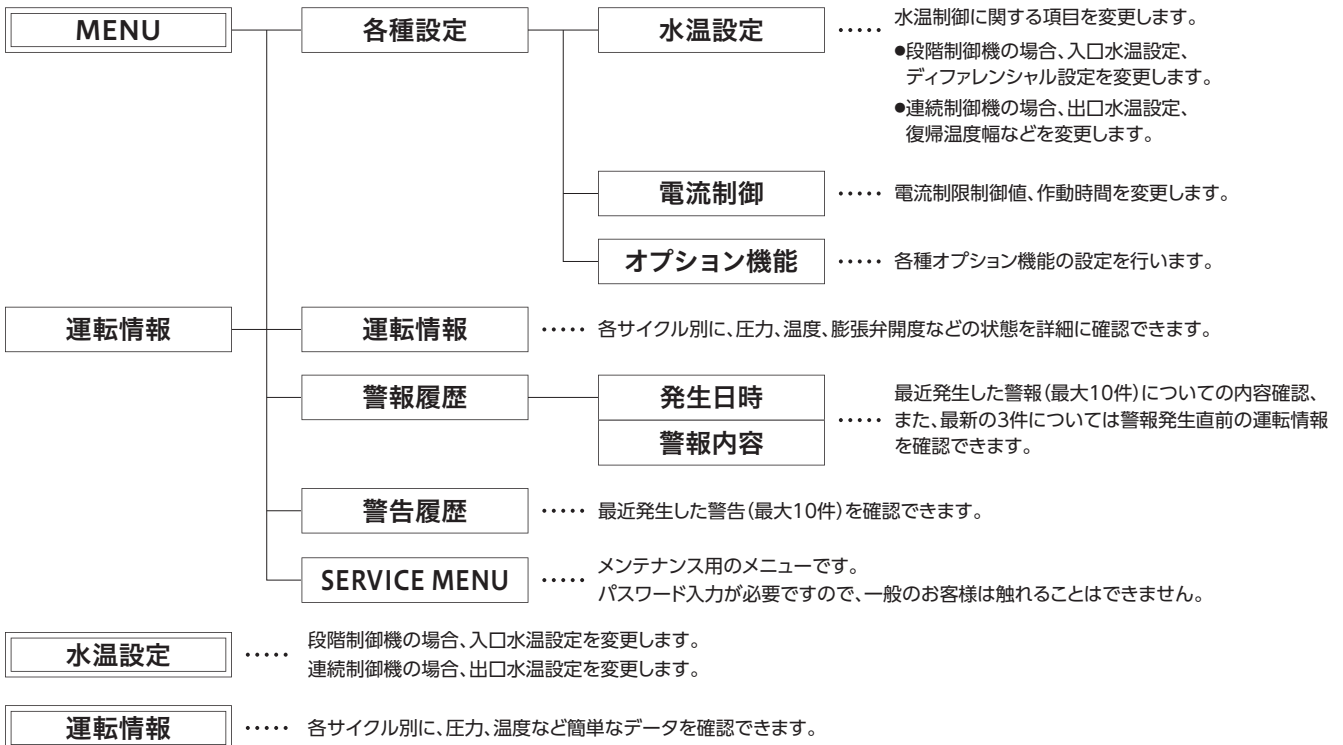 MENU
各種設定
水温設定
・・・・・ 水温制御に関する項目を変更します。
●段階制御機の場合、入口水温設定、
ディファレンシャル設定を変更します。
●連続制御機の場合、出口水温設定、
復帰温度幅などを変更します。
電流制御
・・・・・ 電流制限制御値、作動時間を変更します。
オプション機能
・・・・・ 各種オプション機能の設定を行います。
運転情報
運転情報
・・・・・ 各サイクル別に、圧力、温度、膨張弁開度などの状態を詳細に確認できます。
警報履歴
発生日時
警報内容
・・・・・ 最近発生した警報(最大10件)についての内容確認、
また、最新の3件については警報発生直前の運転情報
を確認できます。
警告履歴
・・・・・ 最近発生した警告(最大10件)を確認できます。
SERVICE MENU
・・・・・ メンテナンス用のメニューです。
パスワード入力が必要ですので、一般のお客様は触れることはできません。
水温設定
・・・・・ 段階制御機の場合、入口水温設定を変更します。
連続制御機の場合、出口水温設定を変更します。
運転情報
・・・・・ 各サイクル別に、圧力、温度など簡単なデータを確認できます。